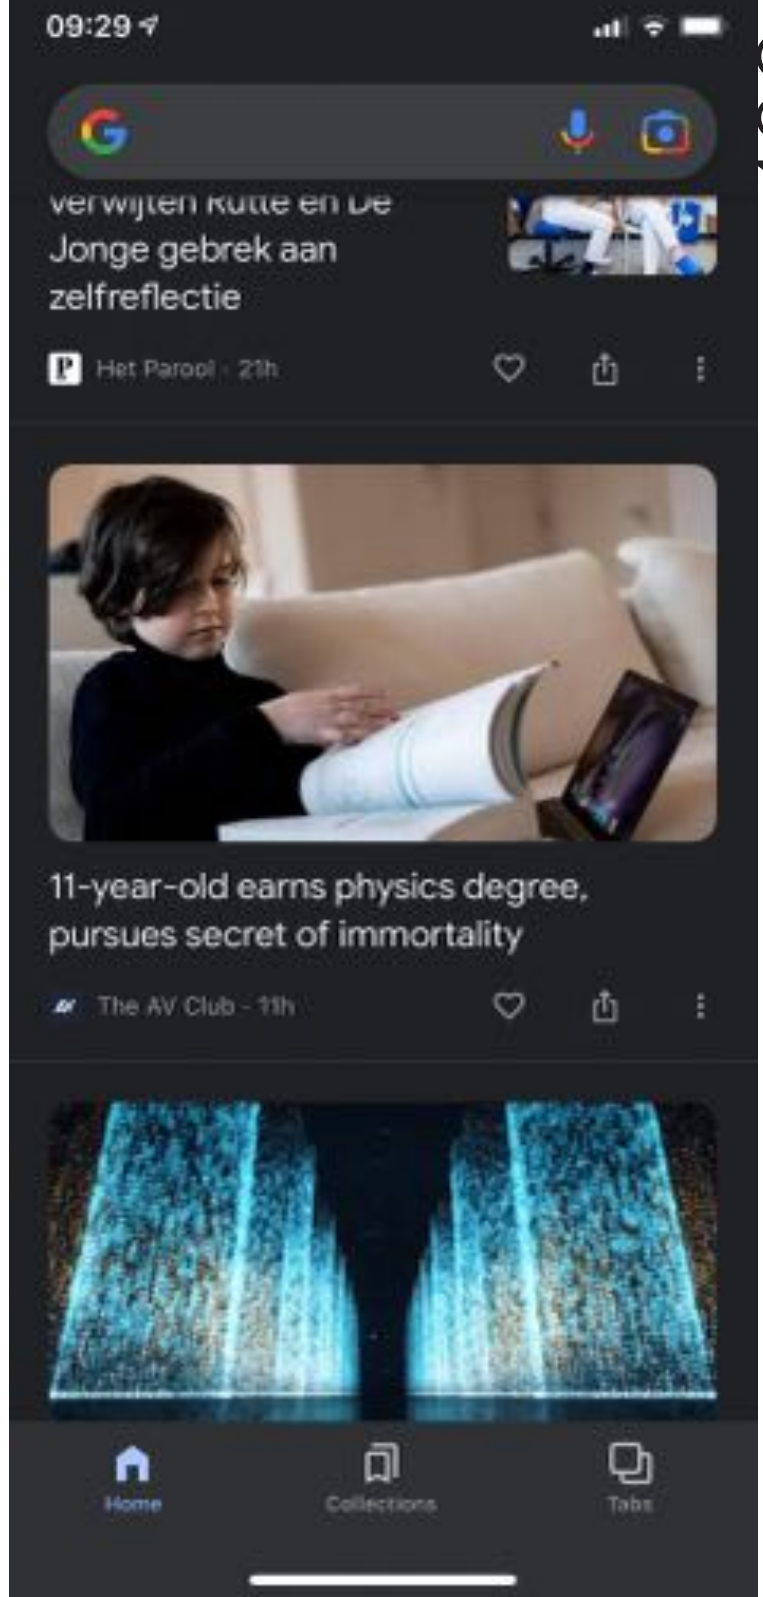 09:29
verwijten Rutte en De
Jonge gebrek aan
zelfreflectie
Het Parool · 21h
11-year-old earns physics degree,
pursues secret of immortality
The AV Club - 11h
Home
Collections
Tabs